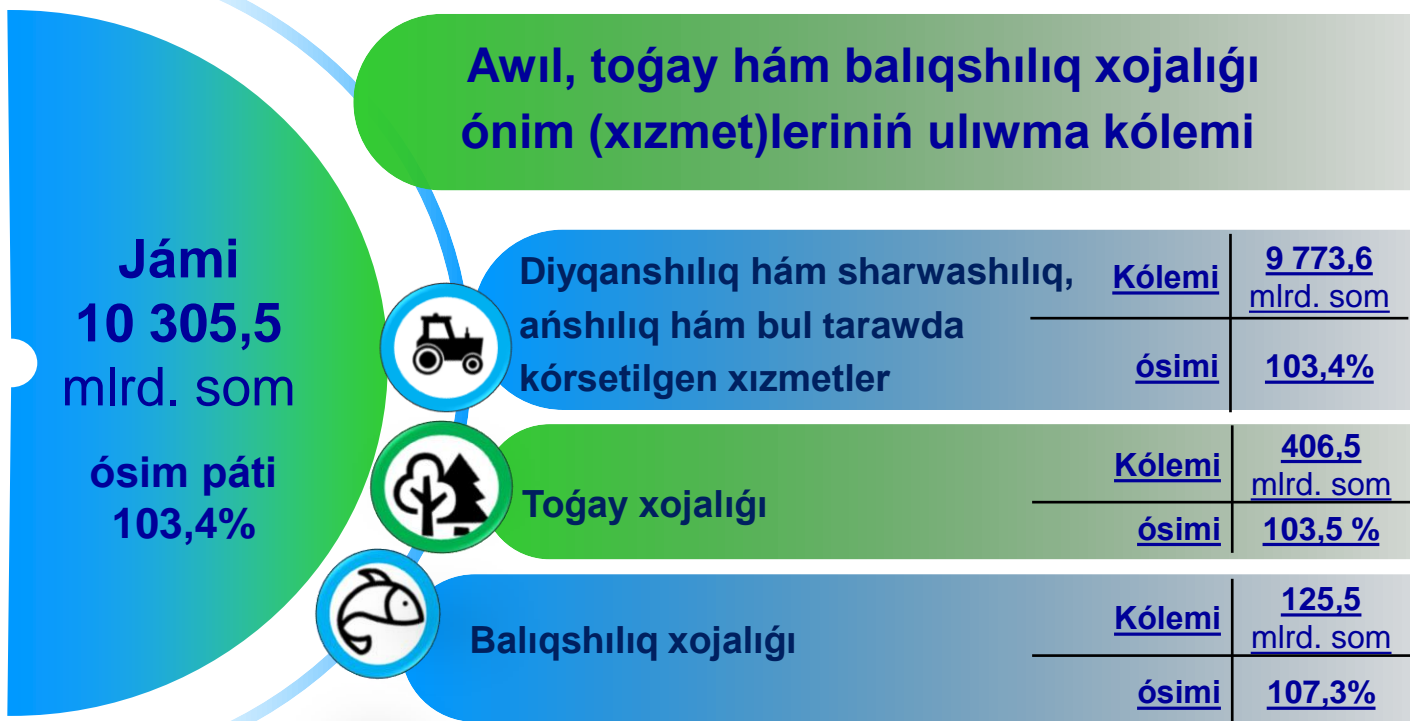 Awıl, toǵay hám balıqshılıq xojalıǵı
ónim (xızmet)leriniń ulıwma kólemi
Jámi
10 305,5
mlrd. som
ósim páti
103,4%
Diyqanshılıq hám sharwashılıq,
ańshılıq hám bul tarawda
kórsetilgen xızmetler
Kólemi
9 773,6
mlrd. som
ósimi
103,4%
Toǵay xojalıǵı
Kólemi
406,5
mlrd. som
ósimi
103,5 %
Balıqshılıq xojalıǵı
Kólemi
125,5
mlrd. som
ósimi
107,3%